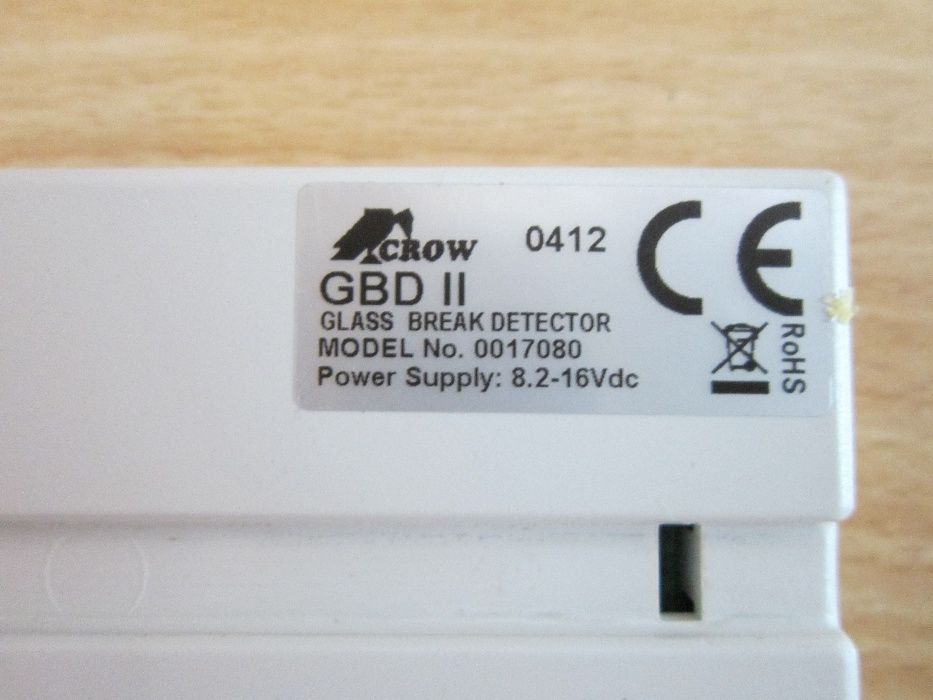 CROW 0412 CE
GBD II
GLASS BREAK DETECTOR
MODEL No. 0017080
Power Supply: 8.2-16Vdc
RoHS